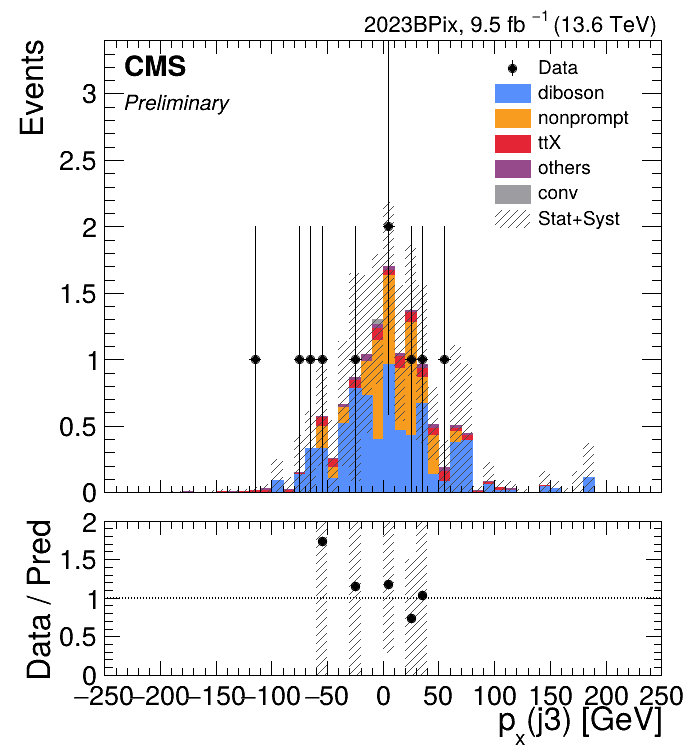 2023BPix, 9.5 fb⁻¹ (13.6 TeV)
CMS
Preliminary
Events
Data
diboson
nonprompt
ttX
others
conv
Stat+Syst
3
2.5
2
1.5
1
0.5
0
Data / Pred
2
1.5
1
0.5
0
−250 −200 −150 −100 −50 0 50 100 150 200 250
pₓ(j3) [GeV]